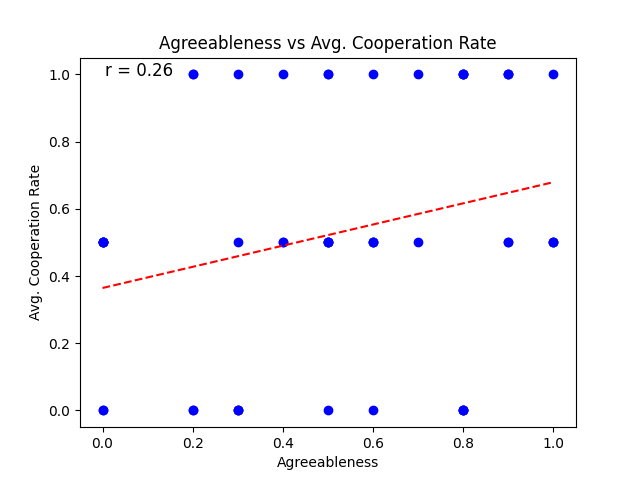 Agreeableness vs Avg. Cooperation Rate
r = 0.26
1.0
0.8
0.6
0.4
0.2
0.0
Avg. Cooperation Rate
0.0 0.2 0.4 0.6 0.8 1.0
Agreeableness